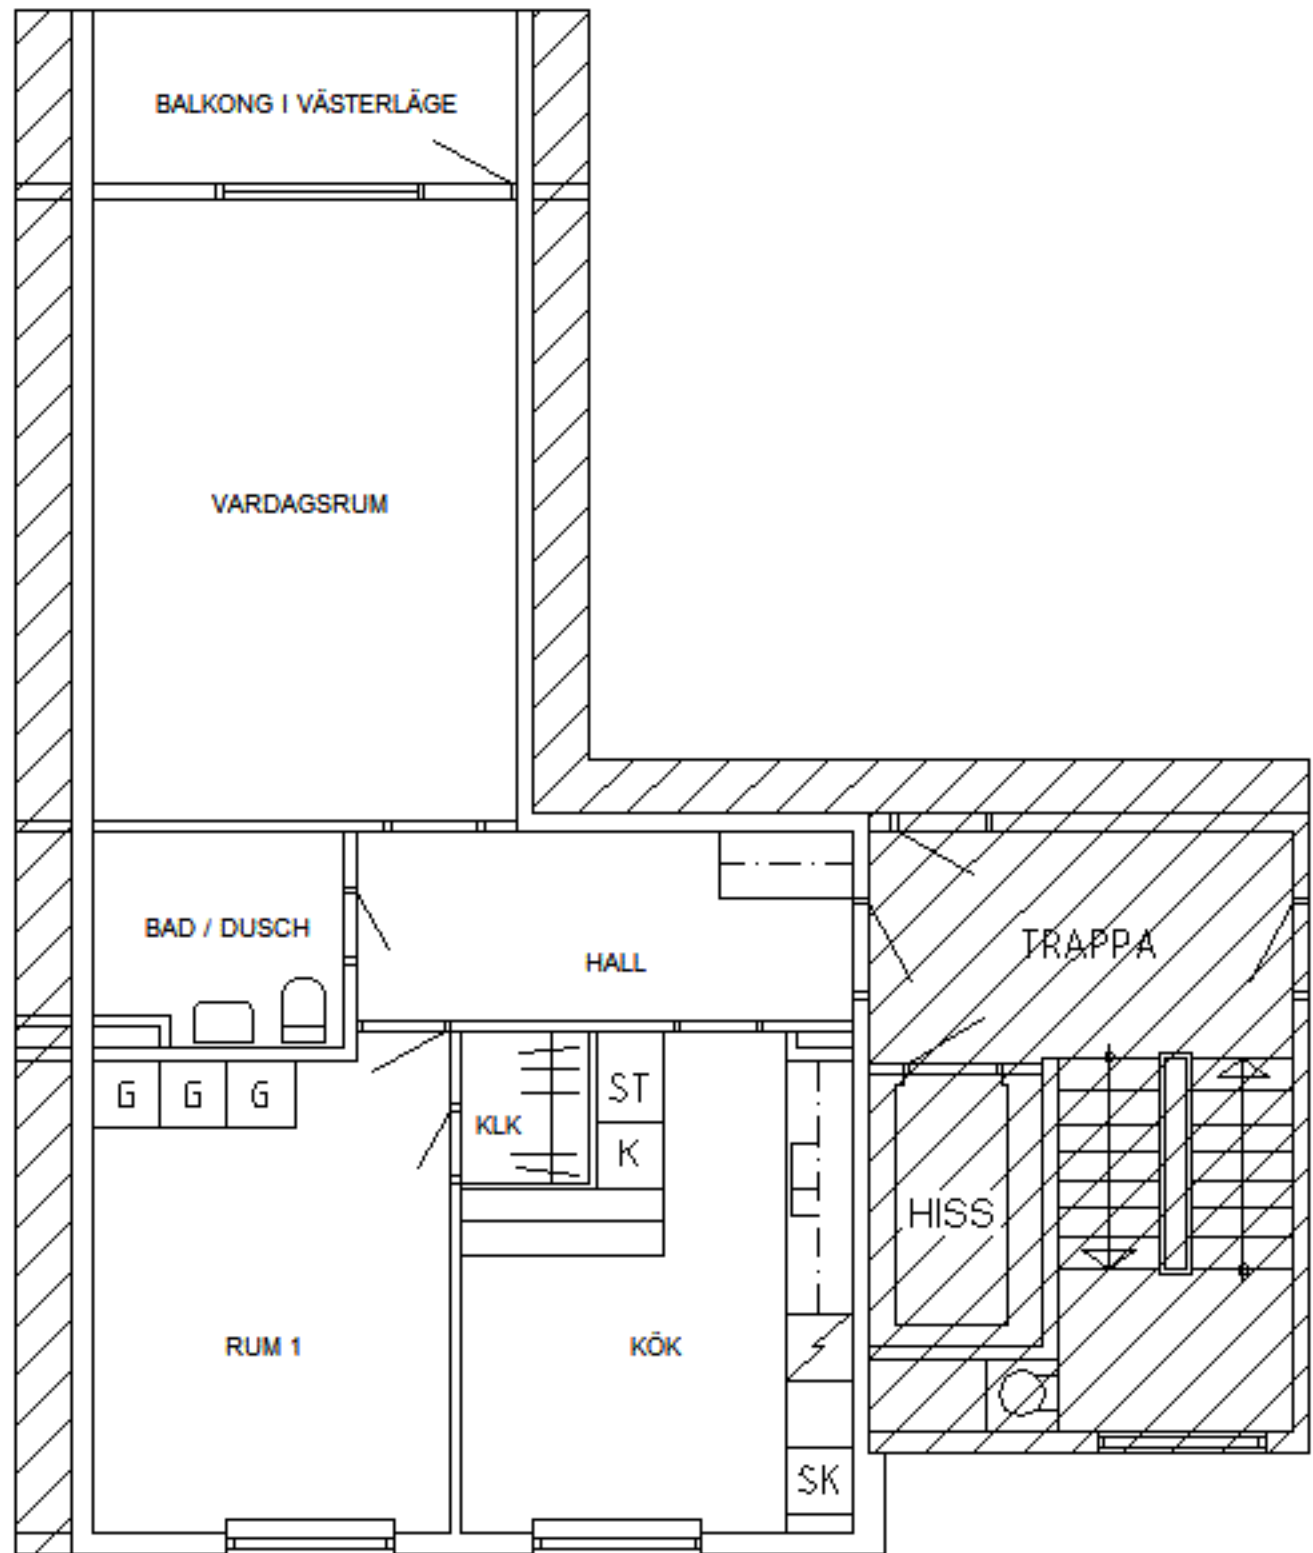 BALKONG I VÄSTERLÄGE
VARDAGSRUM
BAD / DUSCH
HALL
TRAPPA
G G G
KLK
ST
K
HISS
RUM 1
KÖK
SK